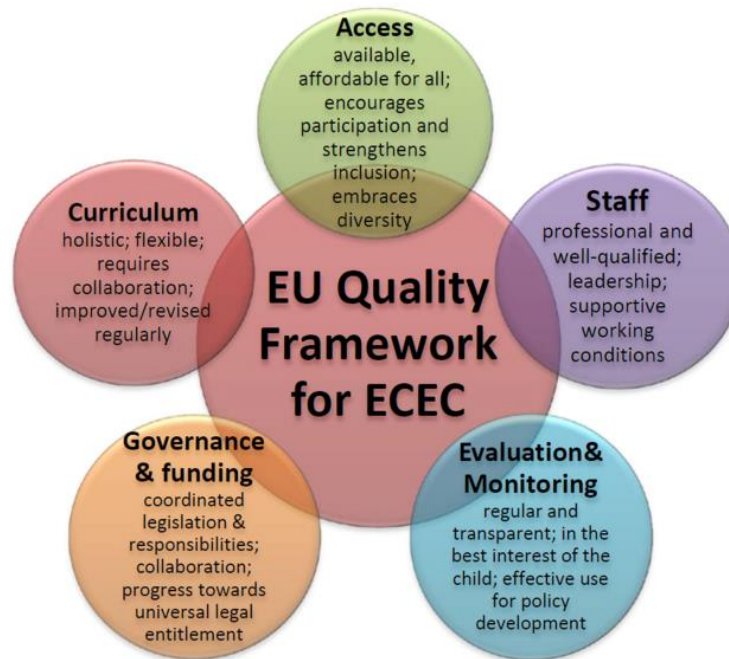 Access
available,
affordable for all;
encourages
participation and
strengthens
inclusion;
embraces
diversity
Staff
professional and
well-qualified;
leadership;
supportive
working
conditions
Evaluation&
Monitoring
regular and
transparent; in the
best interest of the
child; effective use
for policy
development
Governance
& funding
coordinated
legislation &
responsibilities;
collaboration;
progress towards
universal legal
entitlement
Curriculum
holistic; flexible;
requires
collaboration;
improved/revised
regularly
EU Quality
Framework
for ECEC